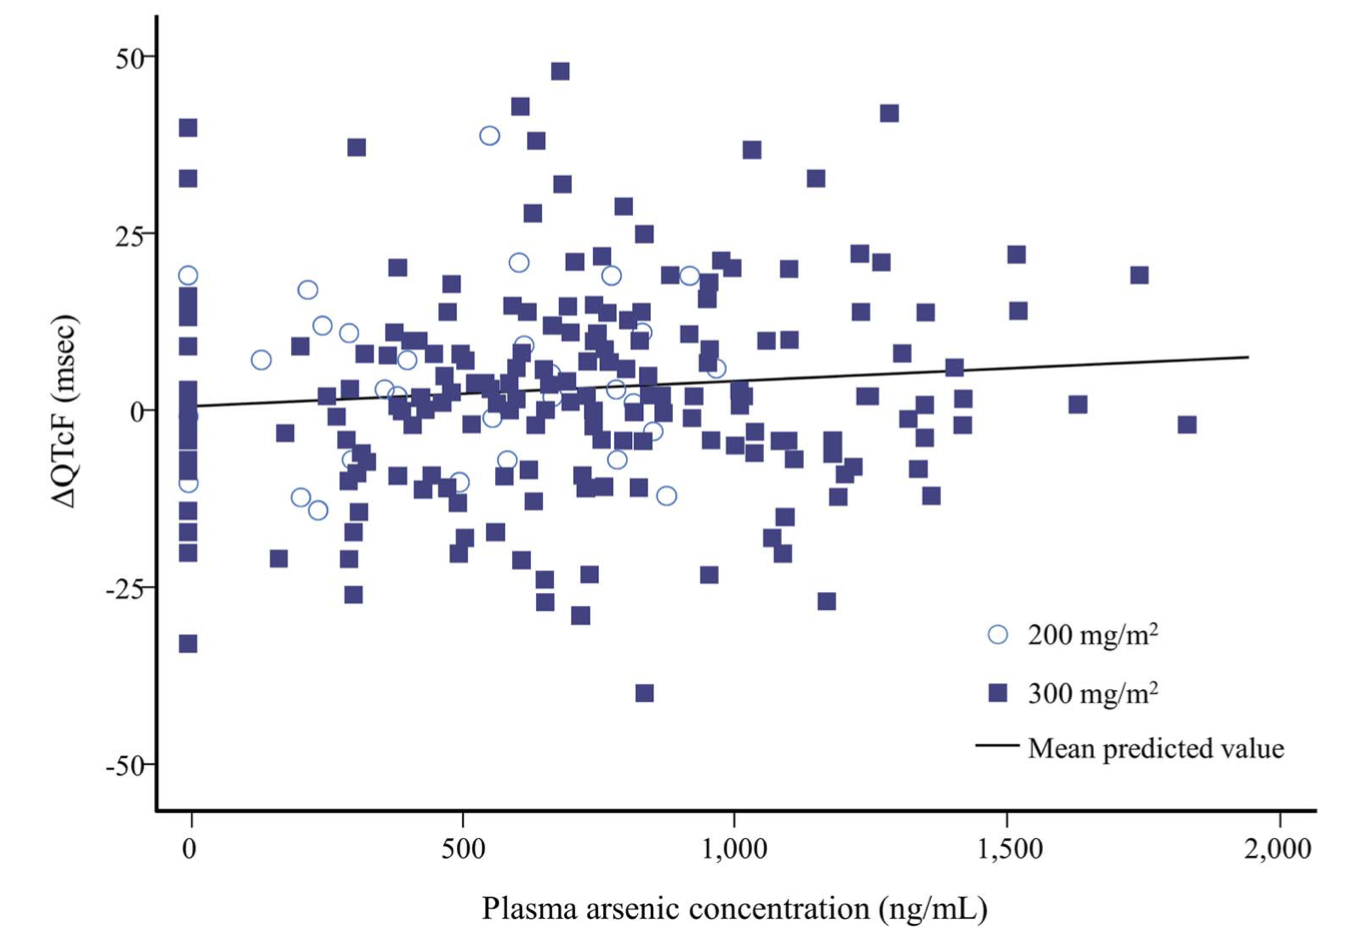 50
25
0
-25
-50
ΔQTcF (msec)
200 mg/m²
300 mg/m²
Mean predicted value
0 500 1,000 1,500 2,000
Plasma arsenic concentration (ng/mL)